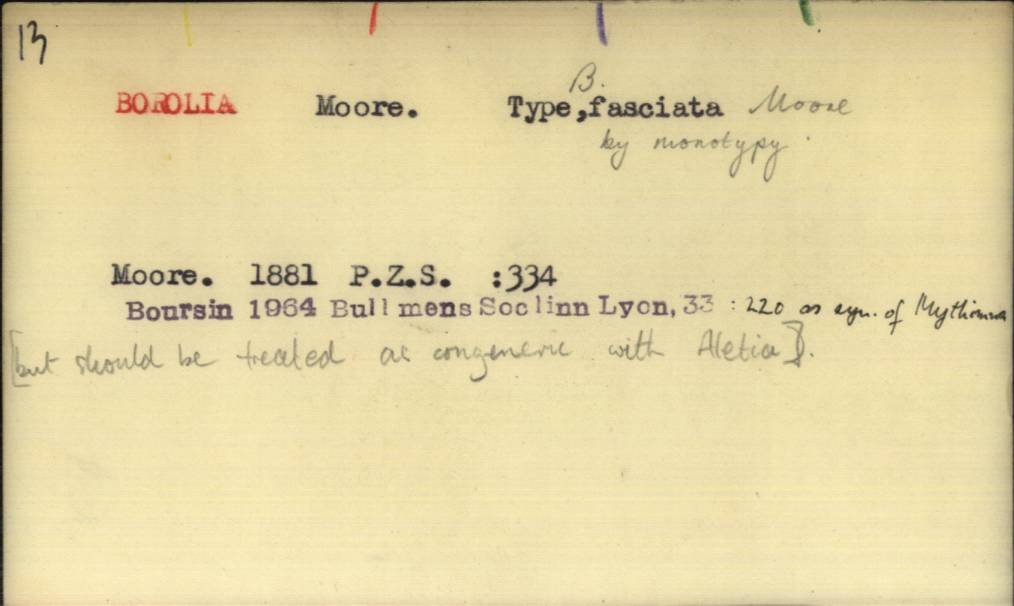 13
BOROLIA Moore. Type, B. fasciata Moore
by monotypy.
Moore. 1881 P.Z.S. :334
Boursin 1964 Bull mens Soc linn Lyon, 33 : 220 as syn. of Mythimna
[but should be treated as congeneric with Aletia].